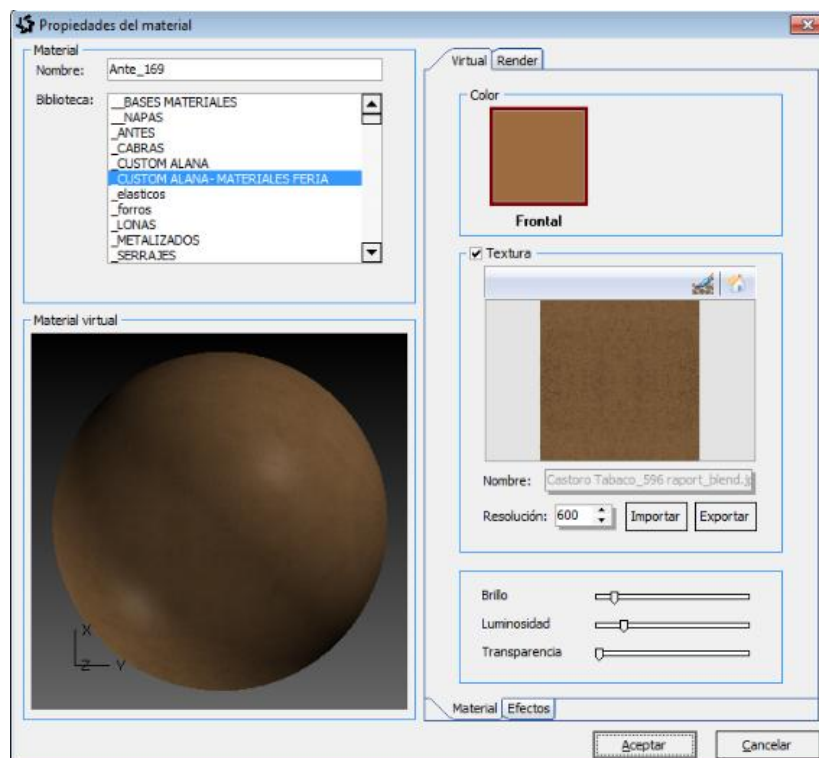 Propiedades del material
Material
Nombre: Ante_169
Biblioteca:
__BASES MATERIALES
__NAPAS
_ANTES
_CABRAS
_CUSTOM ALANA
_CUSTOM ALANA- MATERIALES FERIA
_elasticos
_forros
_LONAS
_METALIZADOS
_SERRAJES
Material virtual
X
Z Y
Virtual Render
Color
Frontal
Textura
Nombre: Castoro Tabaco_596 raport_blend.j
Resolución: 600 Importar Exportar
Brillo
Luminosidad
Transparencia
Material Efectos
Aceptar Cancelar